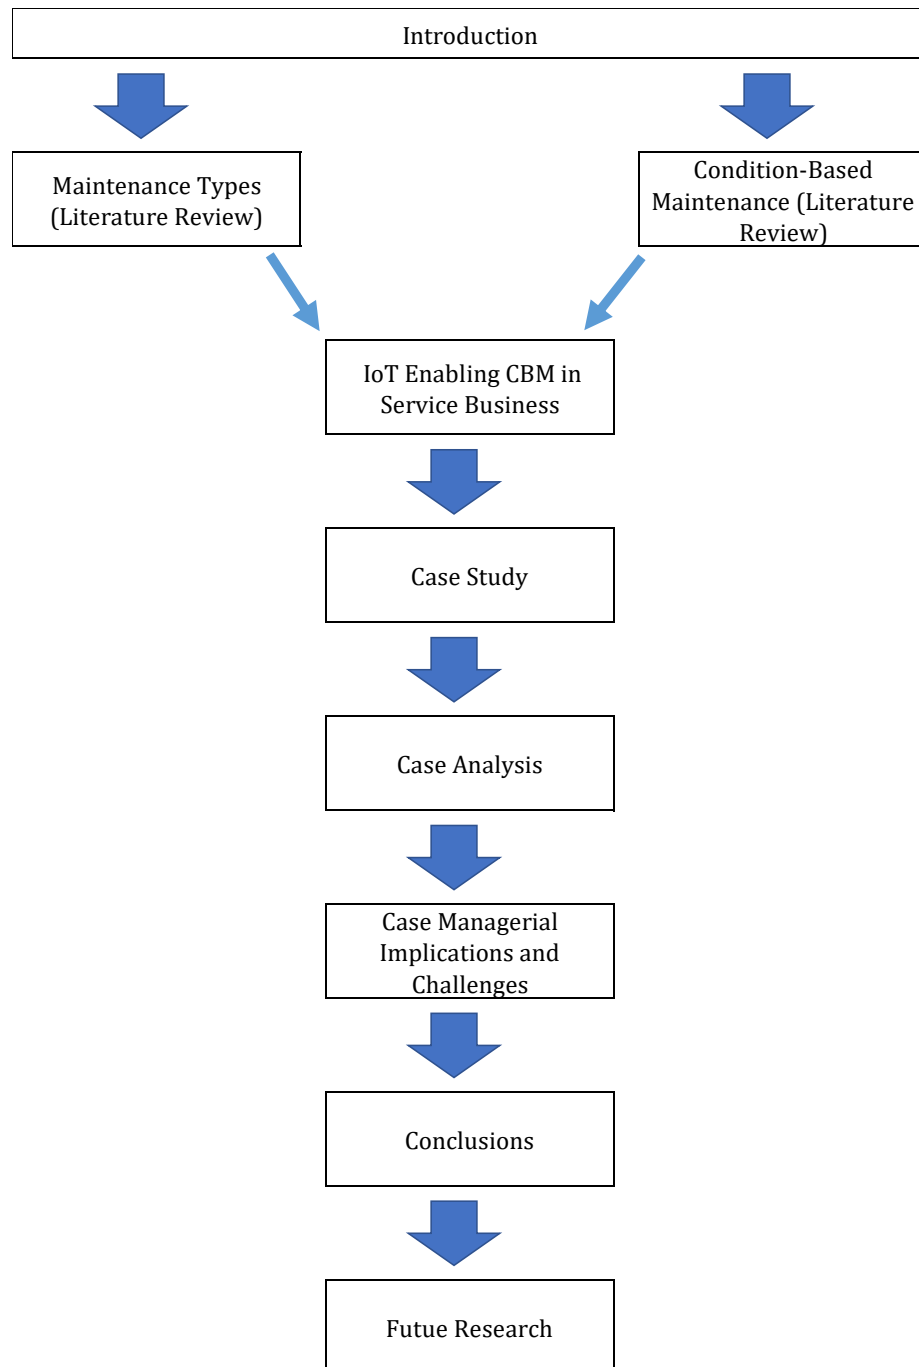 Introduction
Maintenance Types
(Literature Review)
Condition-Based
Maintenance (Literature
Review)
IoT Enabling CBM in
Service Business
Case Study
Case Analysis
Case Managerial
Implications and
Challenges
Conclusions
Futue Research